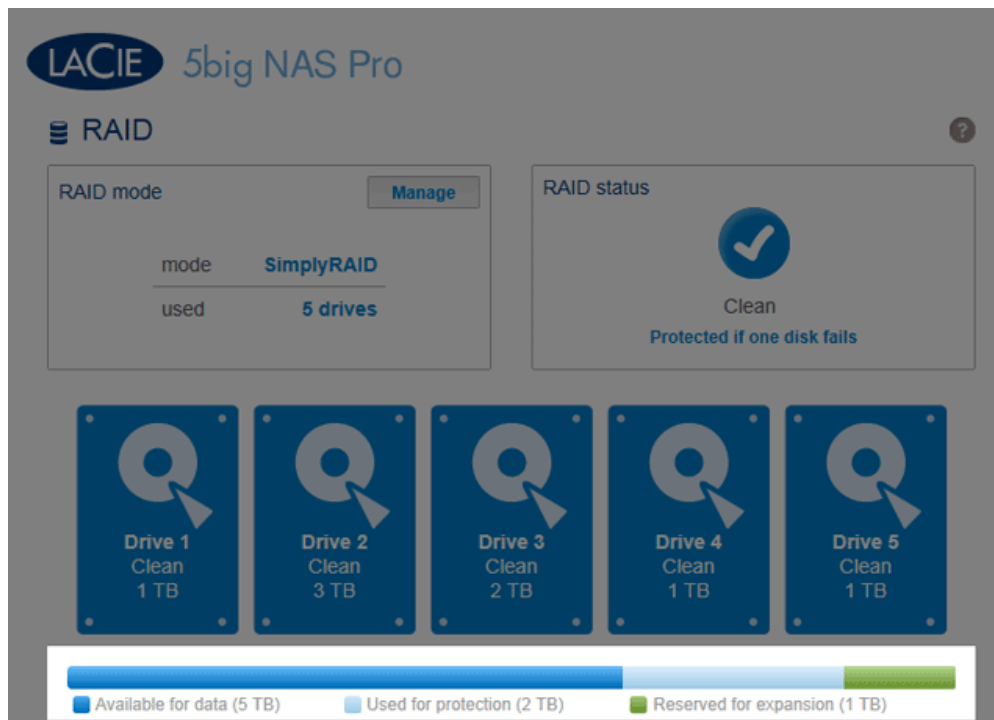 LACIE 5big NAS Pro
RAID
?
RAID mode
Manage
mode SimplyRAID
used 5 drives
RAID status
Clean
Protected if one disk fails
Drive 1
Clean
1 TB
Drive 2
Clean
3 TB
Drive 3
Clean
2 TB
Drive 4
Clean
1 TB
Drive 5
Clean
1 TB
Available for data (5 TB) Used for protection (2 TB) Reserved for expansion (1 TB)